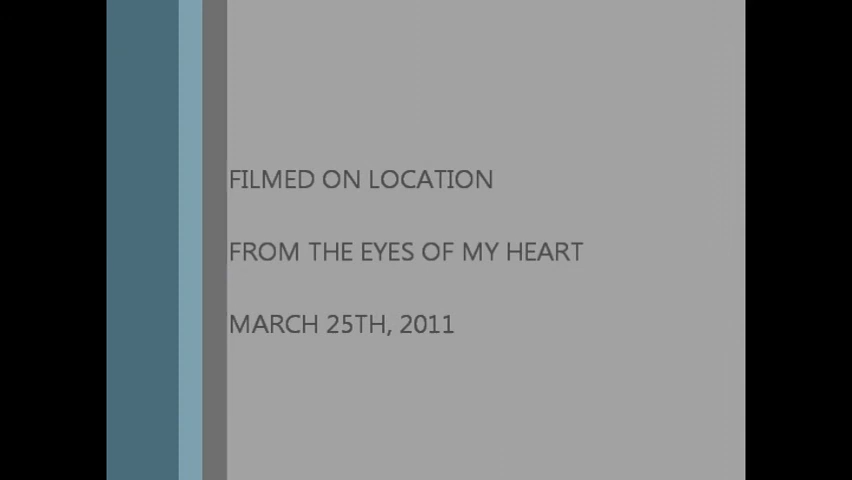 FILMED ON LOCATION
FROM THE EYES OF MY HEART
MARCH 25TH, 2011